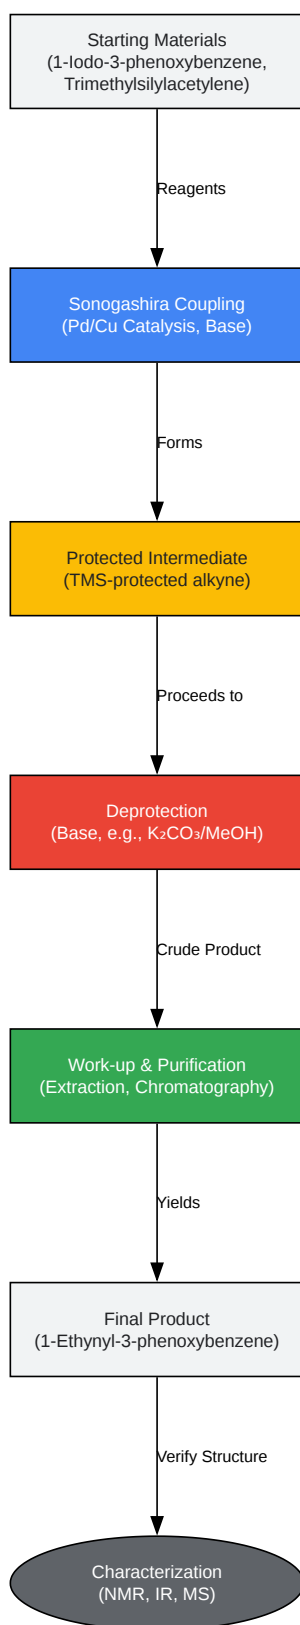 Starting Materials
(1-Iodo-3-phenoxybenzene,
Trimethylsilylacetylene)
Reagents
Sonogashira Coupling
(Pd/Cu Catalysis, Base)
Forms
Protected Intermediate
(TMS-protected alkyne)
Proceeds to
Deprotection
(Base, e.g., K₂CO₃/MeOH)
Crude Product
Work-up & Purification
(Extraction, Chromatography)
Yields
Final Product
(1-Ethynyl-3-phenoxybenzene)
Verify Structure
Characterization
(NMR, IR, MS)